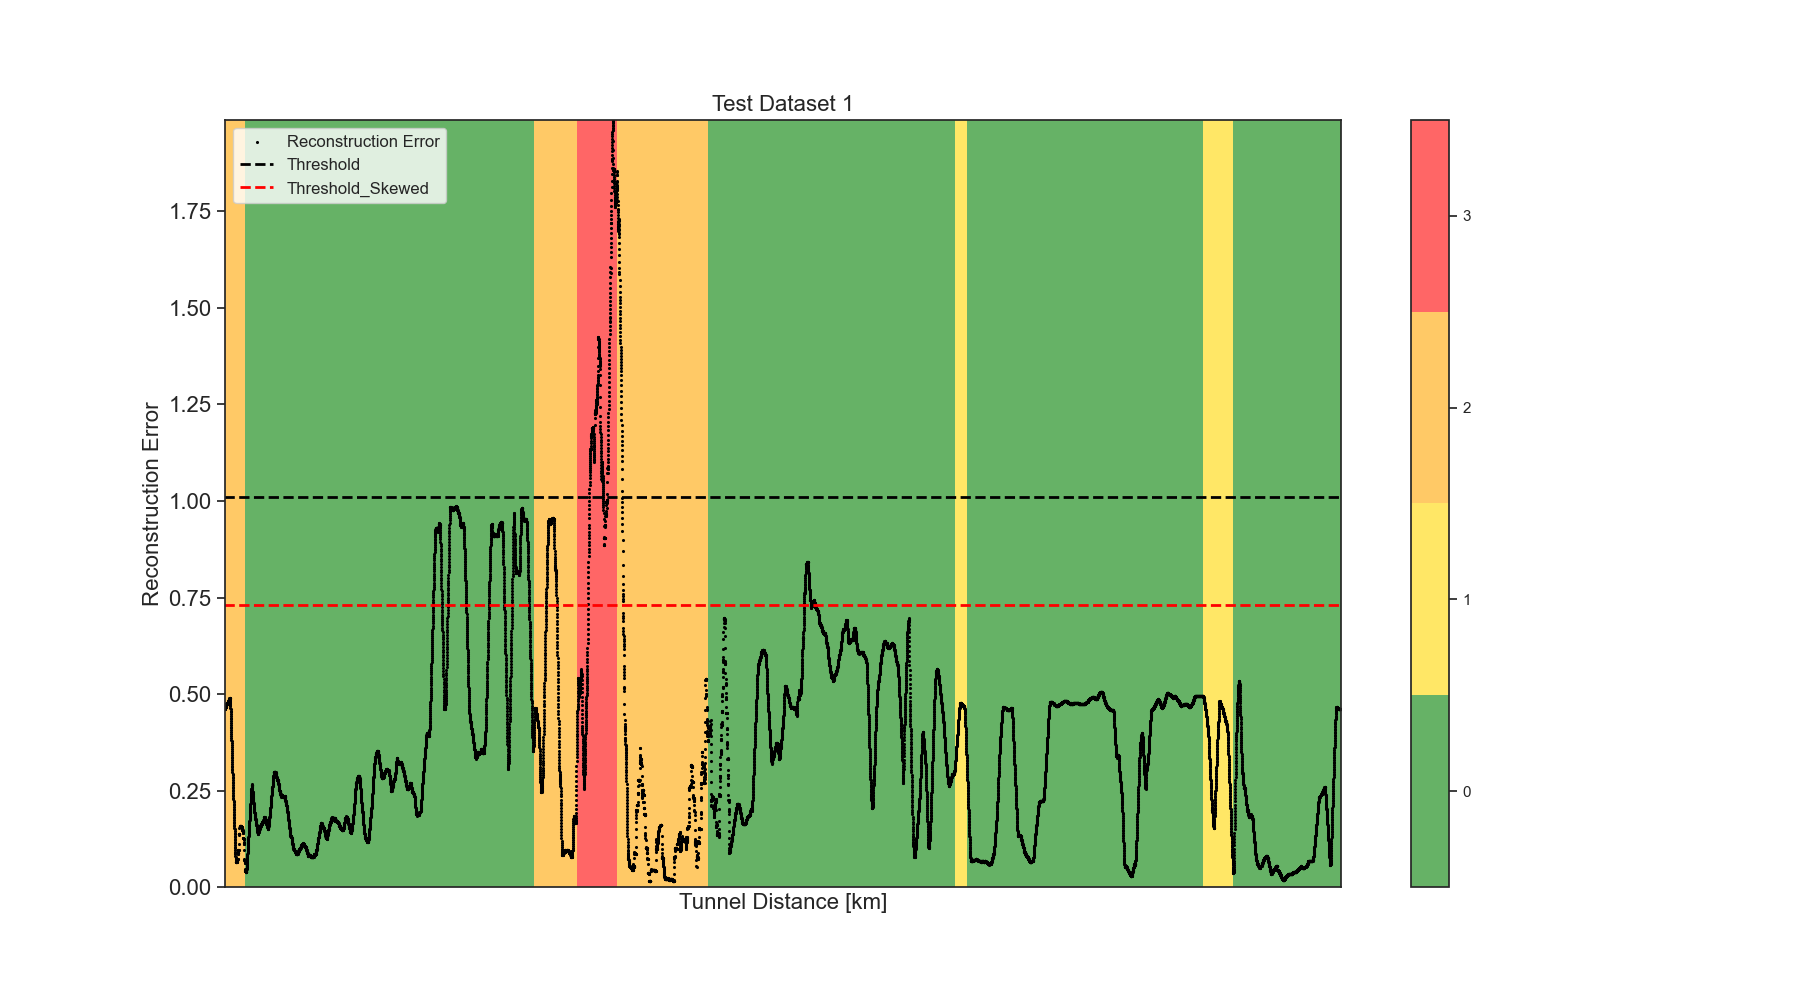 Test Dataset 1
Reconstruction Error
Threshold
Threshold_Skewed
Reconstruction Error
1.75
1.50
1.25
1.00
0.75
0.50
0.25
0.00
Tunnel Distance [km]
3
2
1
0